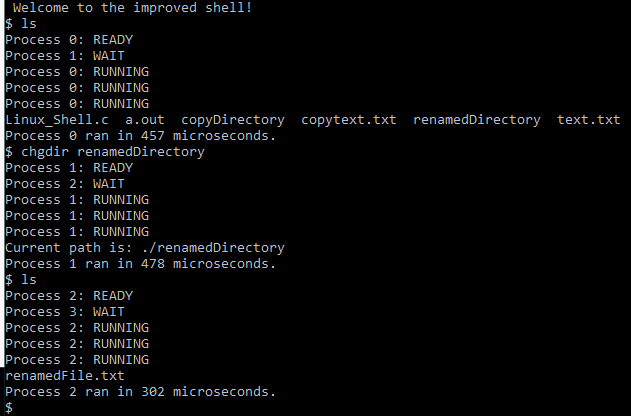 Welcome to the improved shell!
$ ls
Process 0: READY
Process 1: WAIT
Process 0: RUNNING
Process 0: RUNNING
Process 0: RUNNING
Linux_Shell.c  a.out  copyDirectory  copytext.txt  renamedDirectory  text.txt
Process 0 ran in 457 microseconds.
$ chgdir renamedDirectory
Process 1: READY
Process 2: WAIT
Process 1: RUNNING
Process 1: RUNNING
Process 1: RUNNING
Current path is: ./renamedDirectory
Process 1 ran in 478 microseconds.
$ ls
Process 2: READY
Process 3: WAIT
Process 2: RUNNING
Process 2: RUNNING
Process 2: RUNNING
renamedFile.txt
Process 2 ran in 302 microseconds.
$